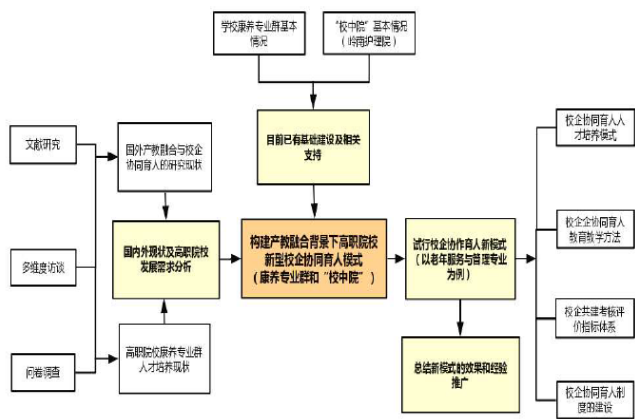 学校康养专业群基本
情况
“校中院”基本情况
（岭南护理院）
目前已有基础建设及相关
支持
文献研究
多维度访谈
问卷调查
国外产教融合与校企
协同育人的研究现状
国内外现状及高职院校
发展需求分析
高职院校康养专业群
人才培养现状
构建产教融合背景下高职院校
新型校企协同育人模式
（康养专业群和“校中院”）
试行校企协作育人新模式
（以老年服务与管理专业
为例）
总结新模式的效果和经验
推广
校企协同育人人
才培养模式
校企企协同育人
教育教学方法
校企共建考核评
价指标体系
校企协同育人制
度的建设